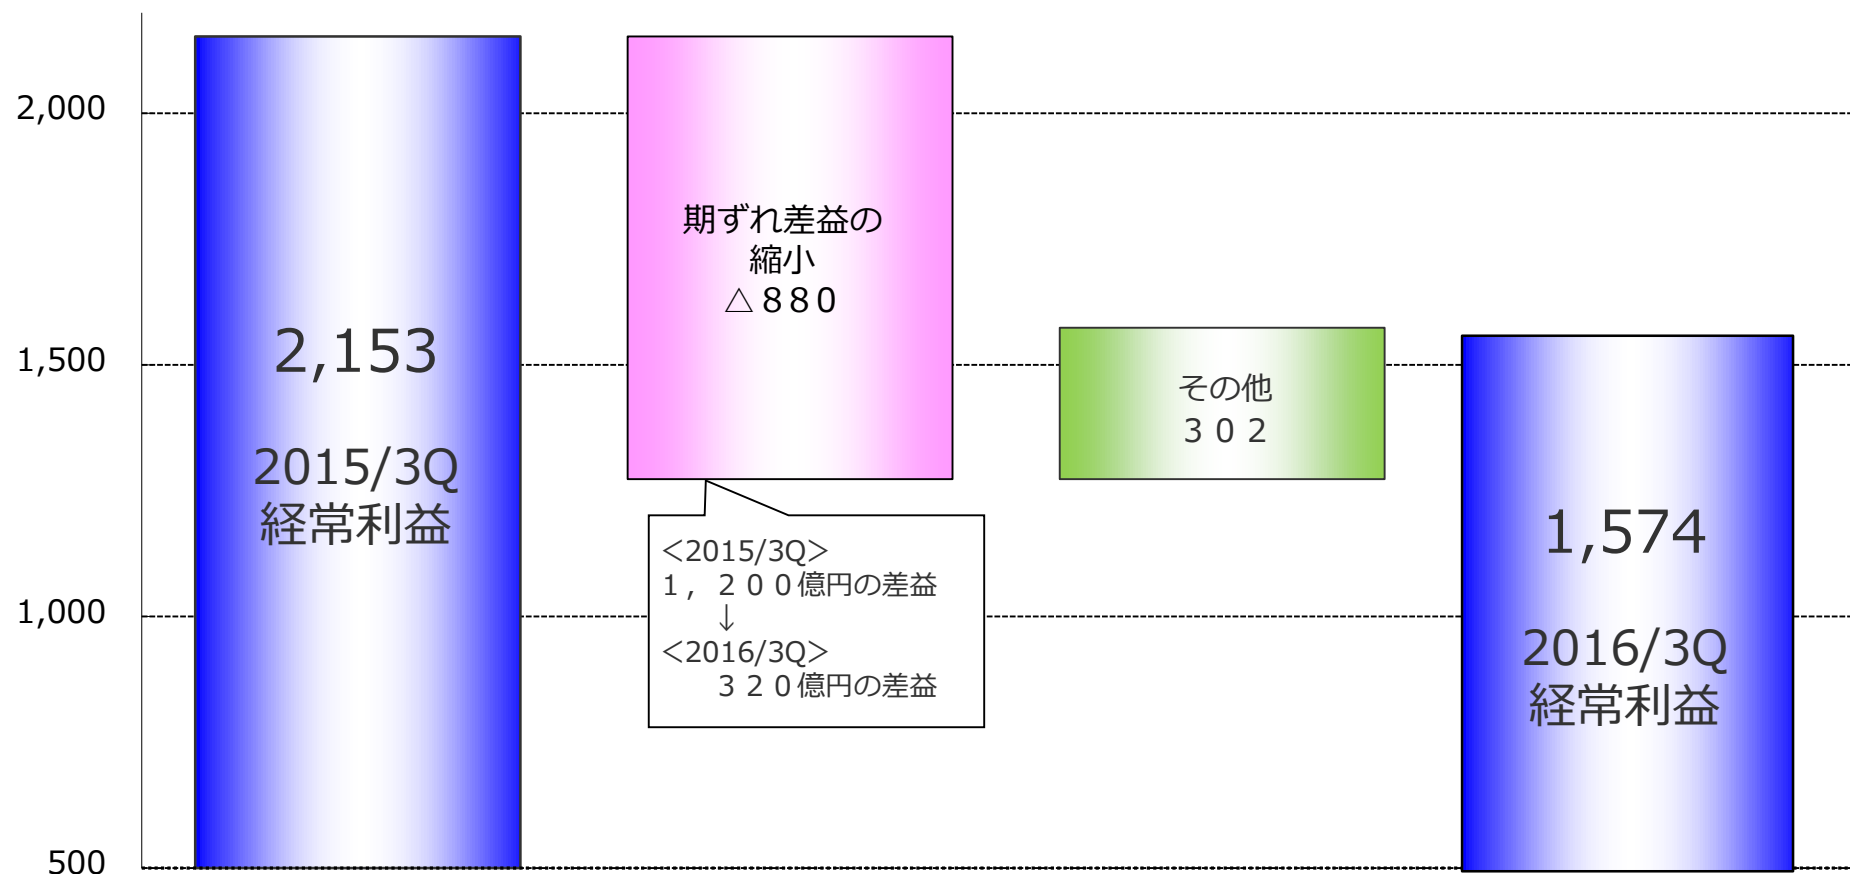 2,000
1,500
1,000
500
2,153
2015/3Q
経常利益
期ずれ差益の
縮小
△８８０
＜2015/3Q＞
１，２００億円の差益
↓
＜2016/3Q＞
３２０億円の差益
その他
３０２
1,574
2016/3Q
経常利益